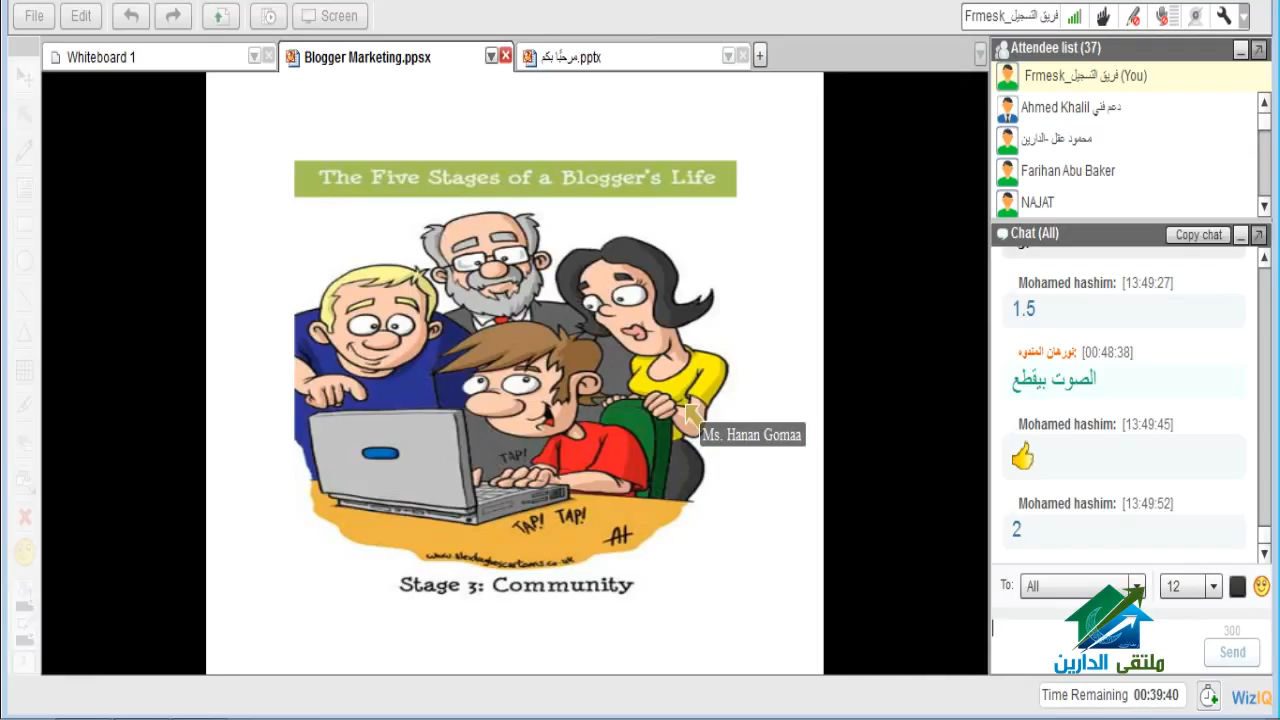 File
Edit
Screen
Frmesk_فريق التسجيل
Whiteboard 1
Blogger Marketing.ppsx
مرحبًا بكم.pptx
Attendee list (37)
Frmesk_فريق التسجيل (You)
Ahmed Khalil دعم فني
محمود عقل -الدارين
Farihan Abu Baker
NAJAT
Chat (All)
Copy chat
Mohamed hashim: [13:49:27]
1.5
نورهان المندوه: [00:48:38]
الصوت بيقطع
Mohamed hashim: [13:49:45]
Mohamed hashim: [13:49:52]
2
To:
All
12
300
Send
ملتقى الدارين
Time Remaining 00:39:40
WizIQ
The Five Stages of a Blogger's Life
Ms. Hanan Gomaa
TAP!
TAP! TAP!
Stage 3: Community